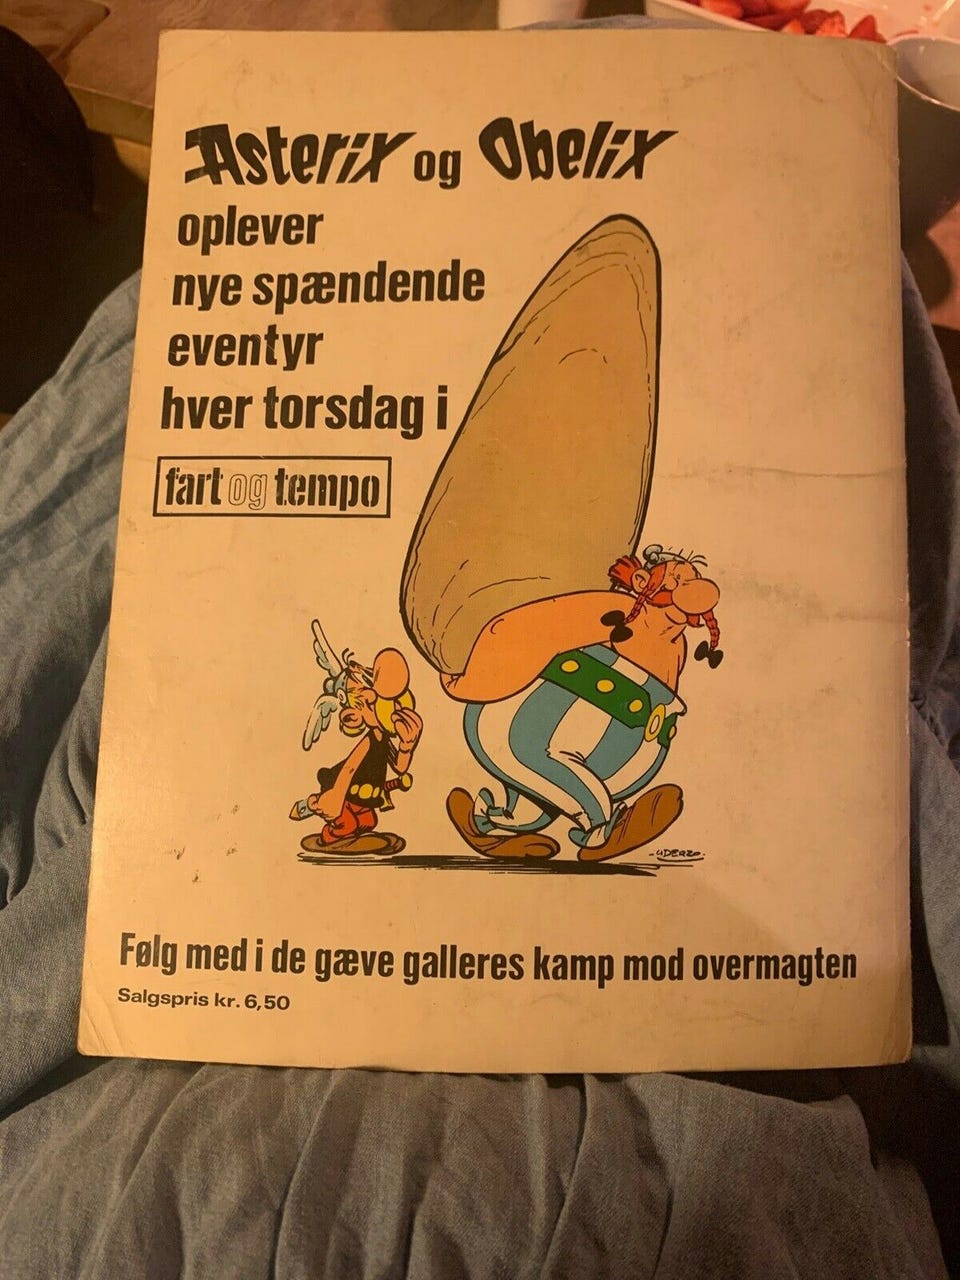 Asterix og Obelix
oplever
nye spændende
eventyr
hver torsdag i
fart og tempo
-UDERZO-
Følg med i de gæve galleres kamp mod overmagten
Salgspris kr. 6,50